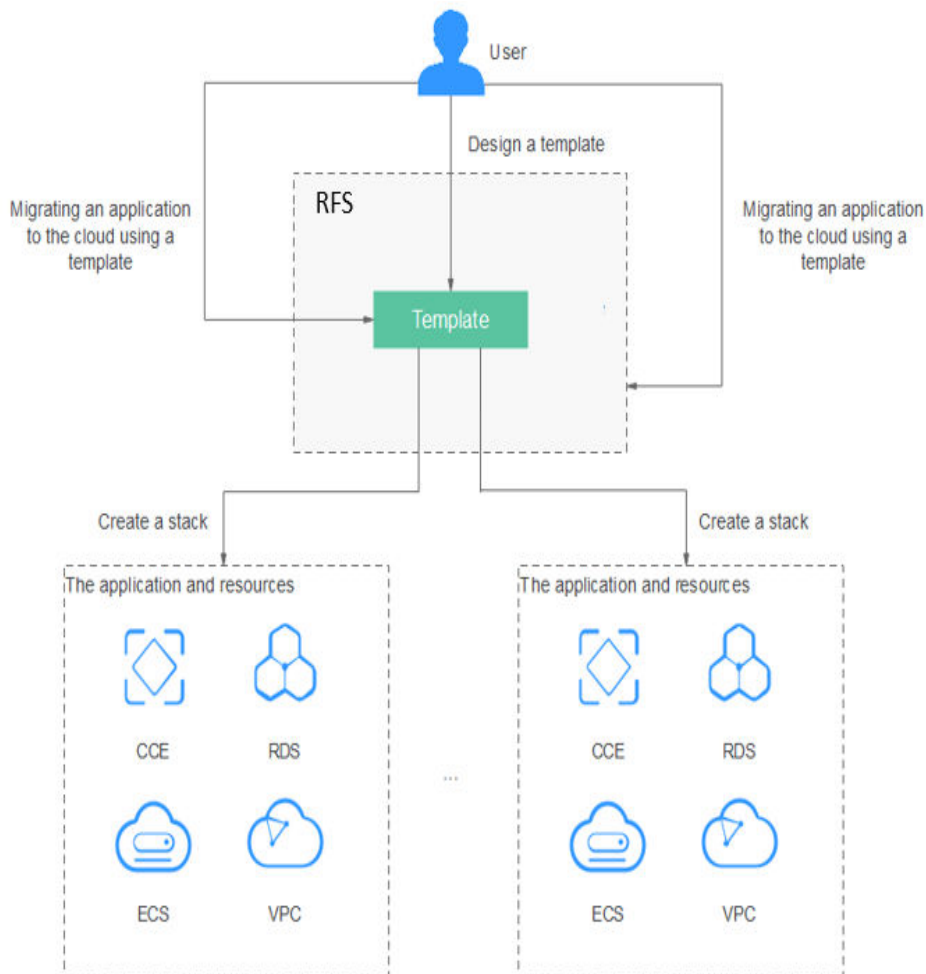 User
Design a template
RFS
Migrating an application
to the cloud using a
template
Migrating an application
to the cloud using a
template
Template
Create a stack
Create a stack
The application and resources
The application and resources
CCE
RDS
CCE
RDS
...
ECS
VPC
ECS
VPC